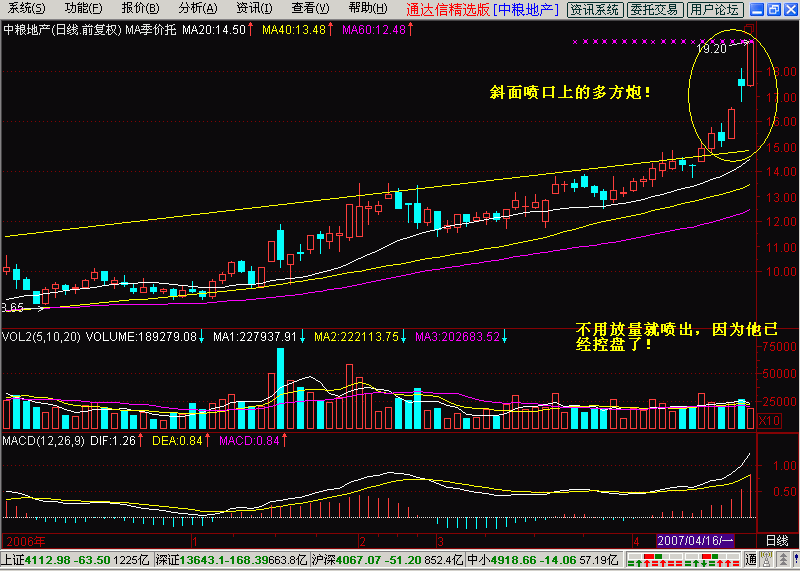 系统(S) 功能(F) 报价(B) 分析(A) 资讯(I) 查看(V) 帮助(H) 通达信精选版 [中粮地产] 资讯系统 委托交易 用户论坛
中粮地产(日线.前复权) MA季价托 MA20:14.50↑ MA40:13.48↑ MA60:12.48↑
19.20
斜面喷口上的多方炮！
18.00
17.00
16.00
15.00
14.00
13.00
12.00
11.00
10.00
8.65
不用放量就喷出，因为他已
经控盘了！
VOL2(5,10,20) VOLUME:189279.08↓ MA1:227937.91↓ MA2:222113.75↓ MA3:202683.52↓
75000
50000
25000
X10
MACD(12,26,9) DIF:1.26↑ DEA:0.84↑ MACD:0.84↑
1.00
0.50
2006年 1 2 3 4 2007/04/16/一 日线
上证4112.98 -63.50 1225亿 深证13643.1 -168.39 663.8亿 沪深4067.07 -51.20 852.4亿 中小4918.66 -14.06 57.19亿 通